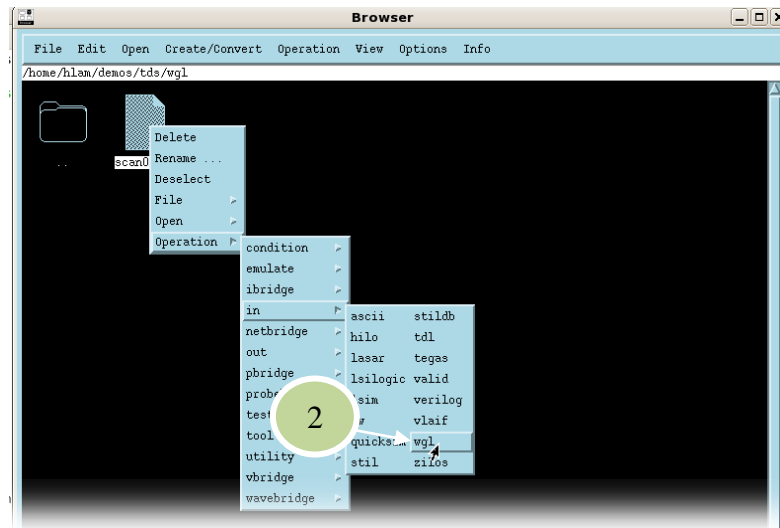 Browser
File Edit Open Create/Convert Operation View Options Info
/home/hlam/demos/tds/wgl
..
scan0
Delete
Rename ...
Deselect
File
Open
Operation
condition
emulate
ibridge
in
netbridge
out
pbridge
utility
vbridge
wavebridge
ascii stildb
hilo tdl
lasar tegas
lsilogic valid
verilog
vlaif
wgl
stil zilos
2